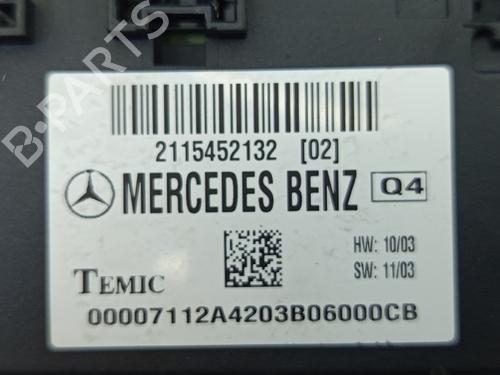 B-PARTS
2115452132 [02]
MERCEDES BENZ Q4
HW: 10/03
SW: 11/03
TEMIC
00007112A4203B06000CB